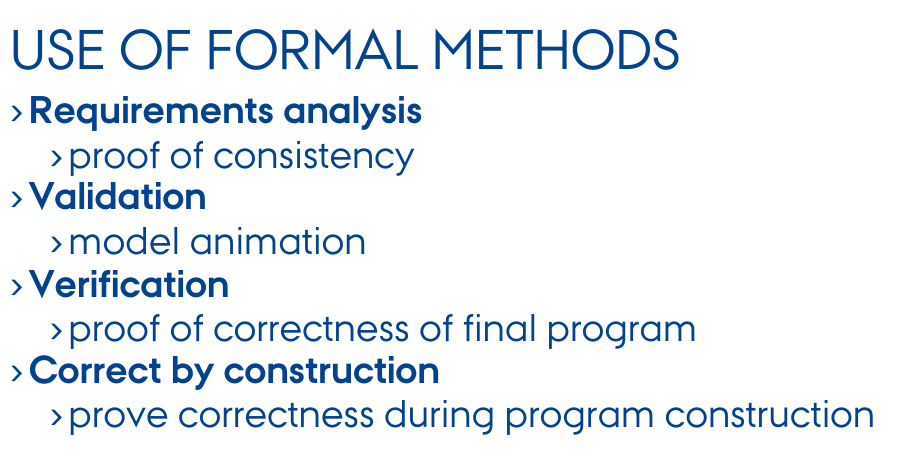 USE OF FORMAL METHODS
› Requirements analysis
› proof of consistency
› Validation
› model animation
› Verification
› proof of correctness of final program
› Correct by construction
› prove correctness during program construction